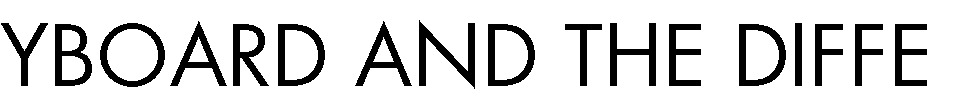 YBOARD AND THE DIFFE